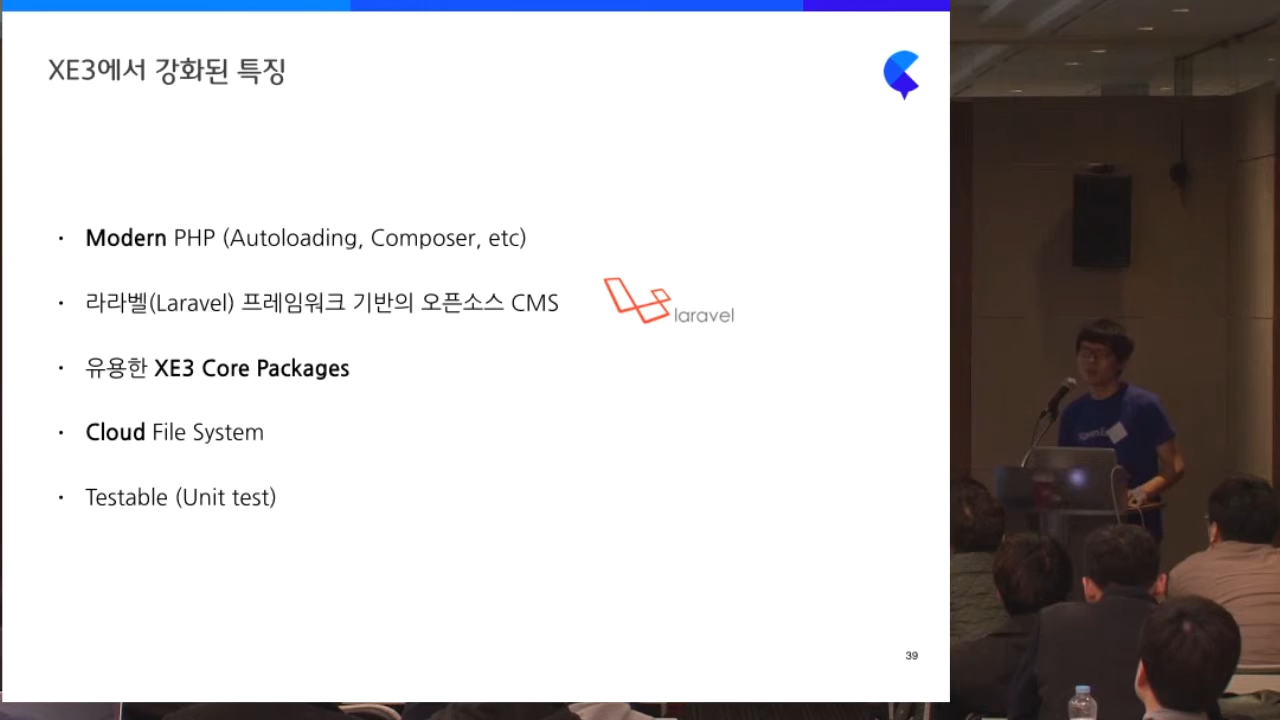 XE3에서 강화된 특징
· Modern PHP (Autoloading, Composer, etc)
· 라라벨(Laravel) 프레임워크 기반의 오픈소스 CMS
laravel
· 유용한 XE3 Core Packages
· Cloud File System
· Testable (Unit test)
39